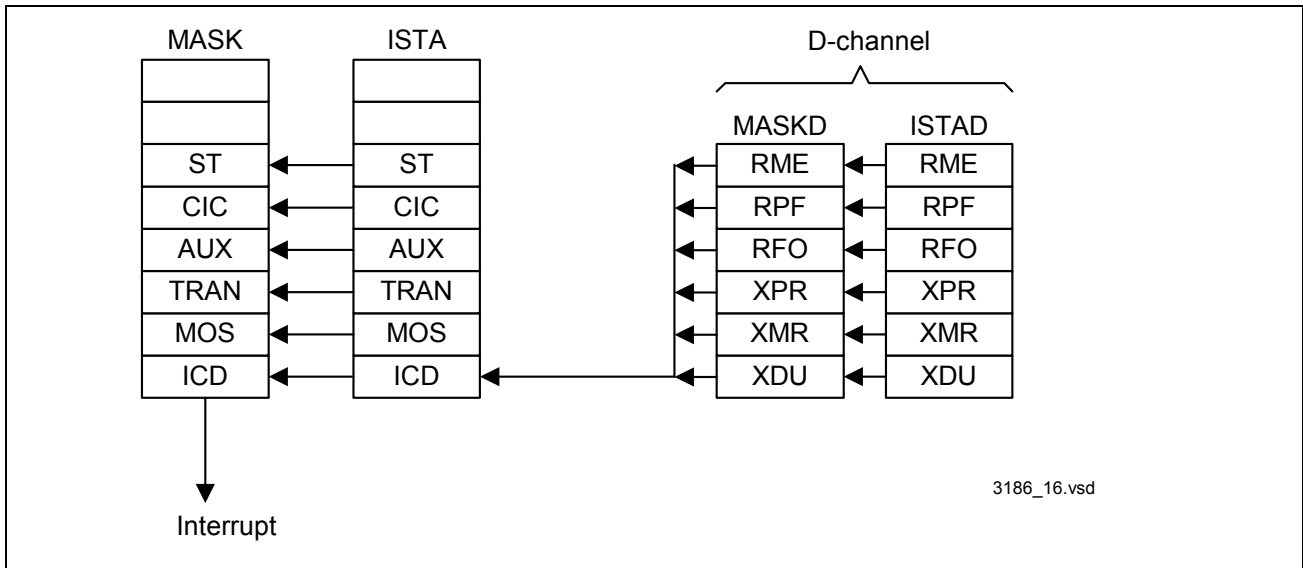 MASK ISTA D-channel
MASKD ISTAD
ST ST RME RME
CIC CIC RPF RPF
AUX AUX RFO RFO
TRAN TRAN XPR XPR
MOS MOS XMR XMR
ICD ICD XDU XDU
3186_16.vsd
Interrupt